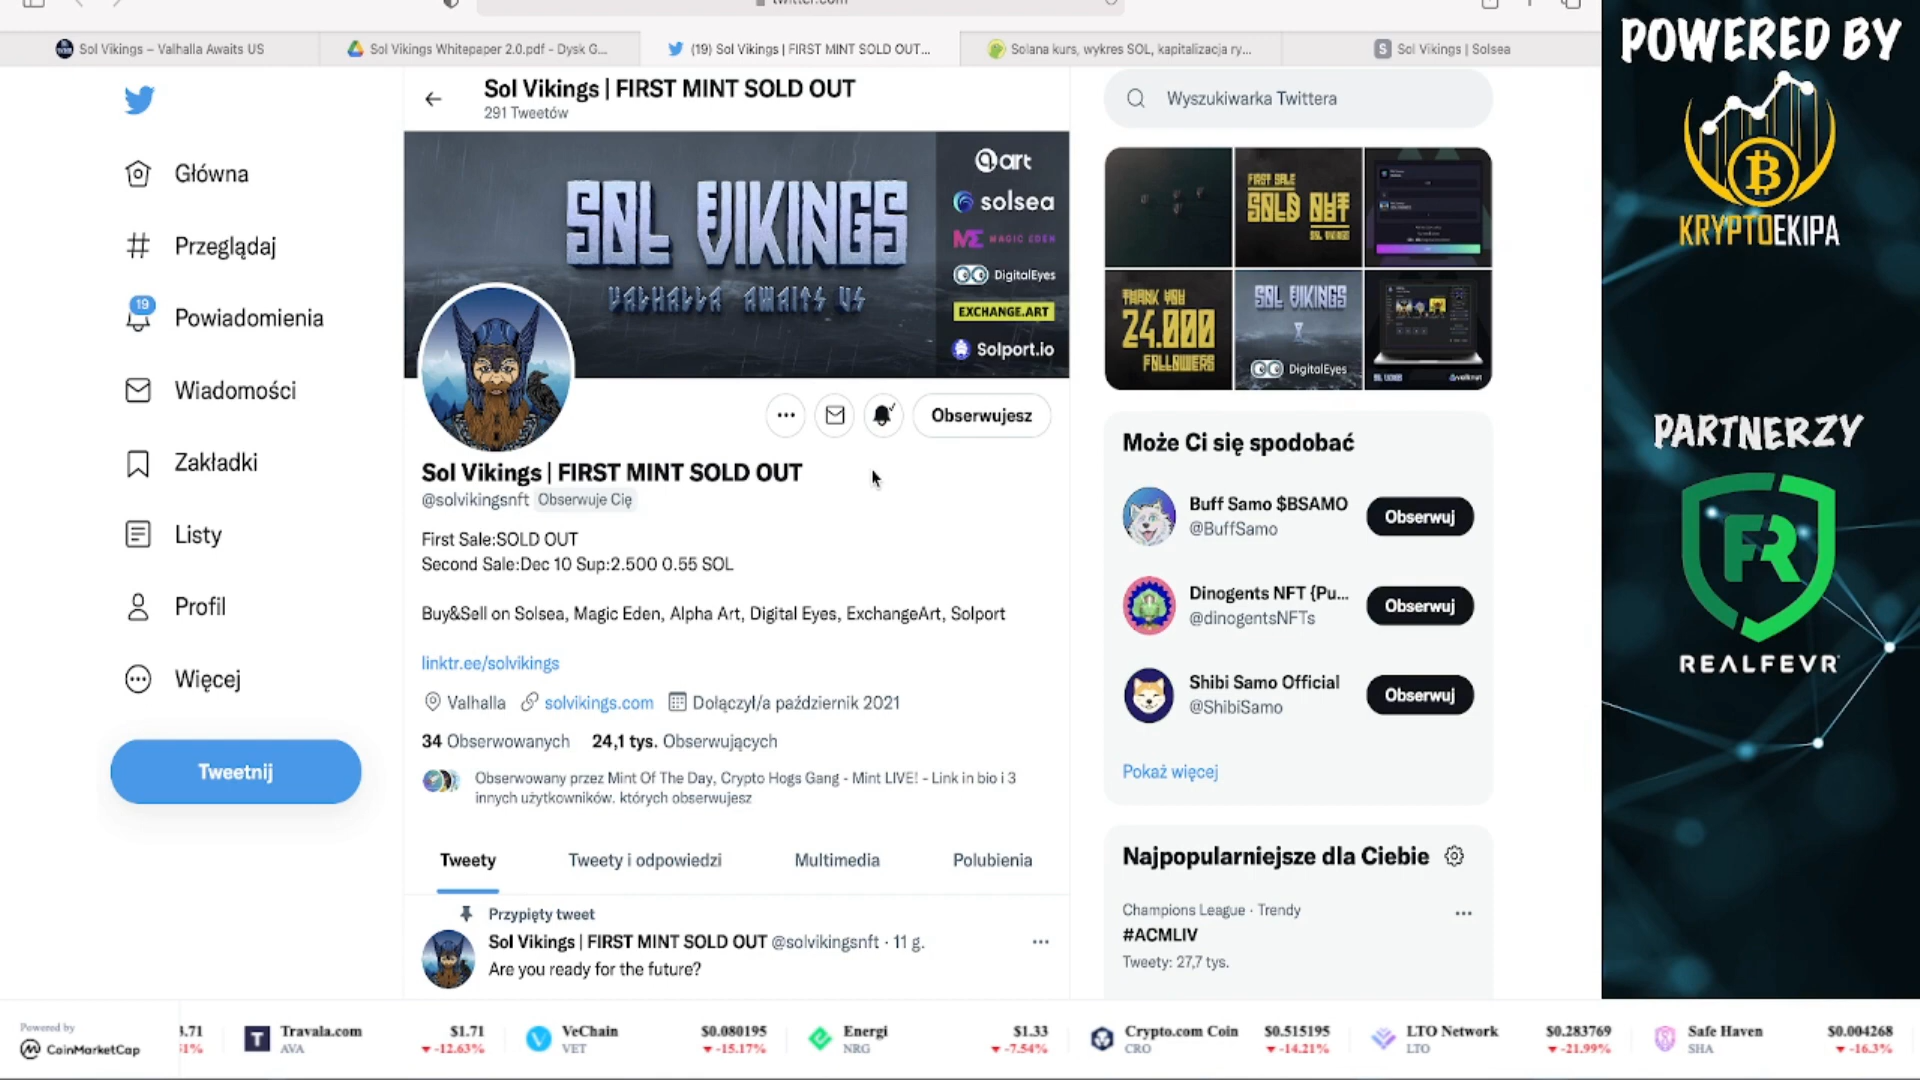 twitter.com
Sol Vikings – Valhalla Awaits US
Sol Vikings Whitepaper 2.0.pdf - Dysk G...
(19) Sol Vikings | FIRST MINT SOLD OUT...
Solana kurs, wykres SOL, kapitalizacja ry...
S Sol Vikings | Solsea
Główna
Przeglądaj
19
Powiadomienia
Wiadomości
Zakładki
Listy
Profil
Więcej
Tweetnij
Sol Vikings | FIRST MINT SOLD OUT
291 Tweetów
SOL VIKINGS
VALHALLA AWAITS US
art
solsea
ME MAGIC EDEN
DigitalEyes
EXCHANGE.ART
Solport.io
Obserwujesz
Sol Vikings | FIRST MINT SOLD OUT
@solvikingsnft Obserwuje Cię
First Sale:SOLD OUT
Second Sale:Dec 10 Sup:2.500 0.55 SOL
Buy&Sell on Solsea, Magic Eden, Alpha Art, Digital Eyes, ExchangeArt, Solport
linktr.ee/solvikings
Valhalla solvikings.com Dołączył/a październik 2021
34 Obserwowanych 24,1 tys. Obserwujących
Obserwowany przez Mint Of The Day, Crypto Hogs Gang - Mint LIVE! - Link in bio i 3
innych użytkowników, których obserwujesz
Tweety
Tweety i odpowiedzi
Multimedia
Polubienia
Przypięty tweet
Sol Vikings | FIRST MINT SOLD OUT @solvikingsnft · 11 g.
Are you ready for the future?
Wyszukiwarka Twittera
FIRST SALE
SOLD OUT
SOL VIKINGS
THANK YOU
24.000
FOLLOWERS
SOL VIKINGS
DigitalEyes
Może Ci się spodobać
Buff Samo $BSAMO
@BuffSamo
Obserwuj
Dinogents NFT {Pu...
@dinogentsNFTs
Obserwuj
Shibi Samo Official
@ShibiSamo
Obserwuj
Pokaż więcej
Najpopularniejsze dla Ciebie
Champions League · Trendy
#ACMLIV
Tweety: 27,7 tys.
POWERED BY
KRYPTOEKIPA
PARTNERZY
FR
REALFEVR
Powered by
CoinMarketCap
Travala.com $1.71
AVA -12.63%
VeChain $0.080195
VET -15.17%
Energi $1.33
NRG -7.54%
Crypto.com Coin $0.515195
CRO -14.21%
LTO Network $0.283769
LTO -21.99%
Safe Haven $0.004268
SHA -16.3%